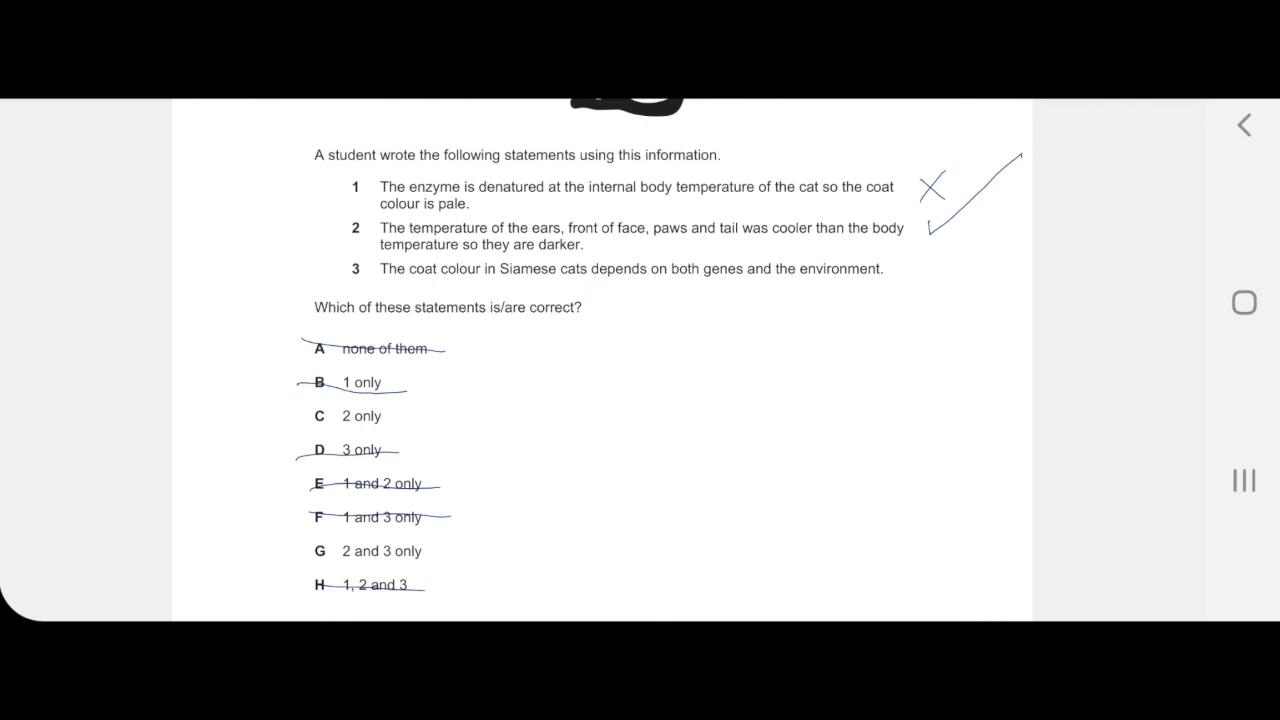 A student wrote the following statements using this information.
1 The enzyme is denatured at the internal body temperature of the cat so the coat
colour is pale.
2 The temperature of the ears, front of face, paws and tail was cooler than the body
temperature so they are darker.
3 The coat colour in Siamese cats depends on both genes and the environment.
Which of these statements is/are correct?
A none of them
B 1 only
C 2 only
D 3 only
E 1 and 2 only
F 1 and 3 only
G 2 and 3 only
H 1, 2 and 3